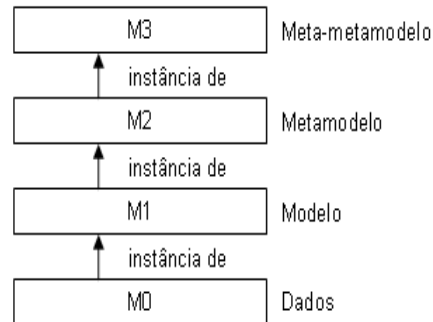 M3 Meta-metamodelo
instância de
M2 Metamodelo
instância de
M1 Modelo
instância de
M0 Dados